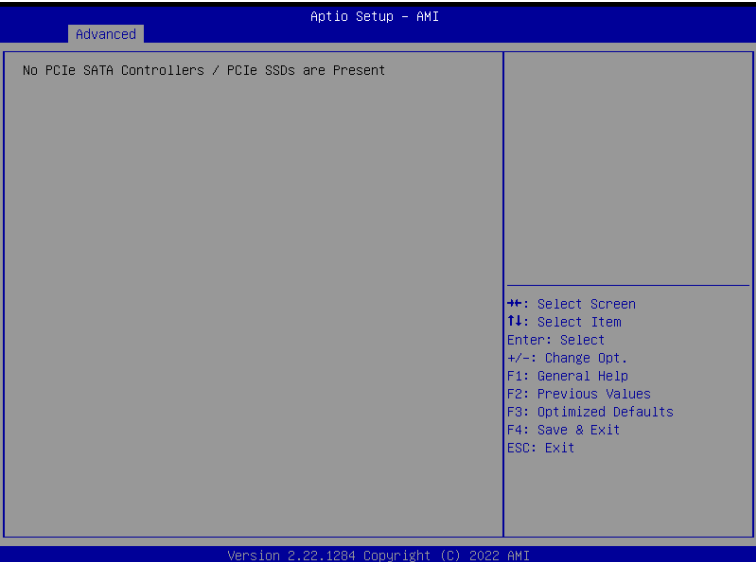 Aptio Setup – AMI
Advanced
No PCIe SATA Controllers / PCIe SSDs are Present
→←: Select Screen
↑↓: Select Item
Enter: Select
+/-: Change Opt.
F1: General Help
F2: Previous Values
F3: Optimized Defaults
F4: Save & Exit
ESC: Exit
Version 2.22.1284 Copyright (C) 2022 AMI